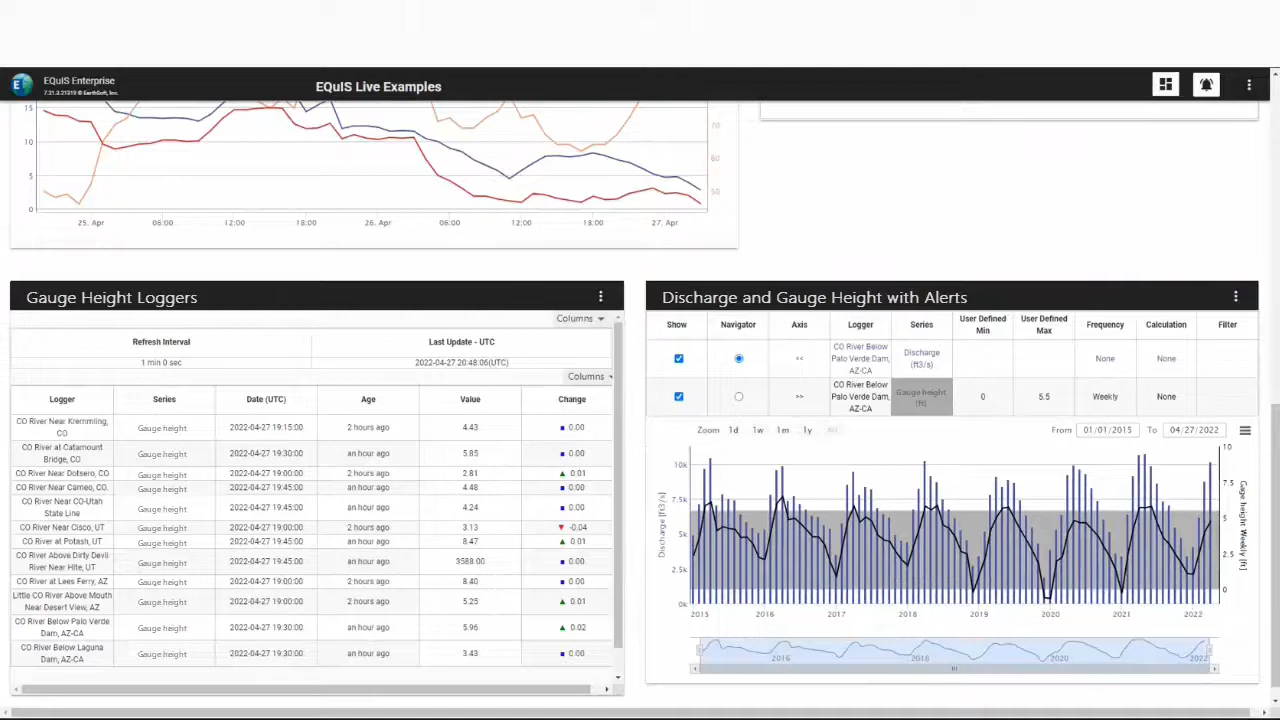 EQuIS Enterprise
7.21.3.21319 © EarthSoft, Inc.
EQuIS Live Examples
15
10
5
0
70
60
50
25. Apr
06:00
12:00
18:00
26. Apr
06:00
12:00
18:00
27. Apr
Gauge Height Loggers
Columns
Refresh Interval
Last Update - UTC
1 min 0 sec
2022-04-27 20:48:06(UTC)
Columns
Logger Series Date (UTC) Age Value Change
CO River Near Kremmling,
CO
Gauge height 2022-04-27 19:15:00 2 hours ago 4.43 0.00
CO River at Catamount
Bridge, CO
Gauge height 2022-04-27 19:30:00 an hour ago 5.85 0.00
CO River Near Dotsero, CO Gauge height 2022-04-27 19:00:00 2 hours ago 2.81 0.01
CO River Near Cameo, CO. Gauge height 2022-04-27 19:45:00 an hour ago 4.48 0.00
CO River Near CO-Utah
State Line
Gauge height 2022-04-27 19:45:00 an hour ago 4.24 0.00
CO River Near Cisco, UT Gauge height 2022-04-27 19:00:00 2 hours ago 3.13 -0.04
CO River at Potash, UT Gauge height 2022-04-27 19:45:00 an hour ago 8.47 0.01
CO River Above Dirty Devil
River Near Hite, UT
Gauge height 2022-04-27 19:45:00 an hour ago 3588.00 0.00
CO River at Lees Ferry, AZ Gauge height 2022-04-27 19:00:00 2 hours ago 8.40 0.00
Little CO River Above Mouth
Near Desert View, AZ
Gauge height 2022-04-27 19:00:00 2 hours ago 5.25 0.01
CO River Below Palo Verde
Dam, AZ-CA
Gauge height 2022-04-27 19:30:00 an hour ago 5.96 0.02
CO River Below Laguna
Dam, AZ-CA
Gauge height 2022-04-27 19:30:00 an hour ago 3.43 0.00
Discharge and Gauge Height with Alerts
Show Navigator Axis Logger Series User Defined Min User Defined Max Frequency Calculation Filter
<<
CO River Below
Palo Verde Dam,
AZ-CA
Discharge
(ft3/s)
None None
>>
CO River Below
Palo Verde Dam,
AZ-CA
Gauge height
(ft)
0 5.5 Weekly None
Zoom 1d 1w 1m 1y All From 01/01/2015 To 04/27/2022
Discharge [ft3/s]
10k
7.5k
5k
2.5k
0k
10
7.5
5
2.5
0
Gage height Weekly [ft]
2015 2016 2017 2018 2019 2020 2021 2022
2016 2018 2020 2022